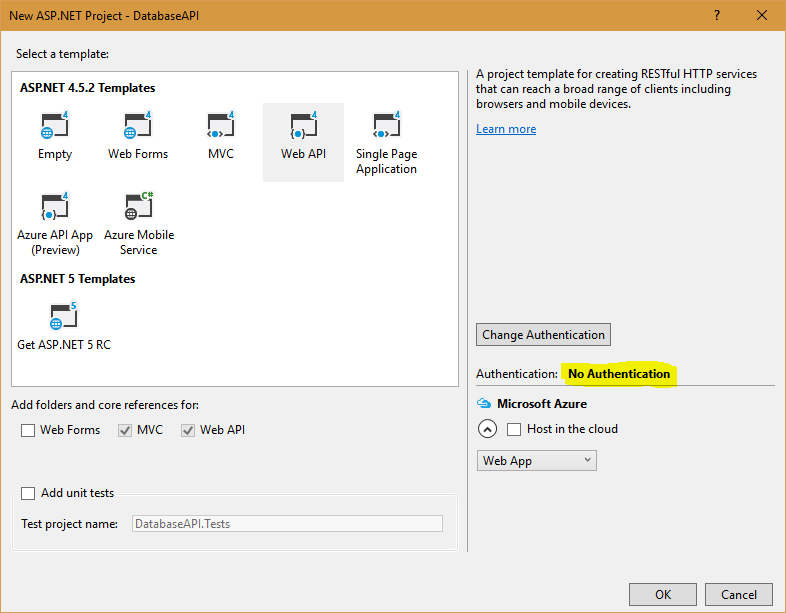 New ASP.NET Project - DatabaseAPI
?
Select a template:
ASP.NET 4.5.2 Templates
4
Empty
4
Web Forms
4
MVC
4
Web API
4
Single Page
Application
4
Azure API App
(Preview)
C#
Azure Mobile
Service
ASP.NET 5 Templates
5
Get ASP.NET 5 RC
A project template for creating RESTful HTTP services
that can reach a broad range of clients including
browsers and mobile devices.
Learn more
Change Authentication
Authentication: No Authentication
Microsoft Azure
Host in the cloud
Web App
Add folders and core references for:
Web Forms MVC Web API
Add unit tests
Test project name: DatabaseAPI.Tests
OK Cancel